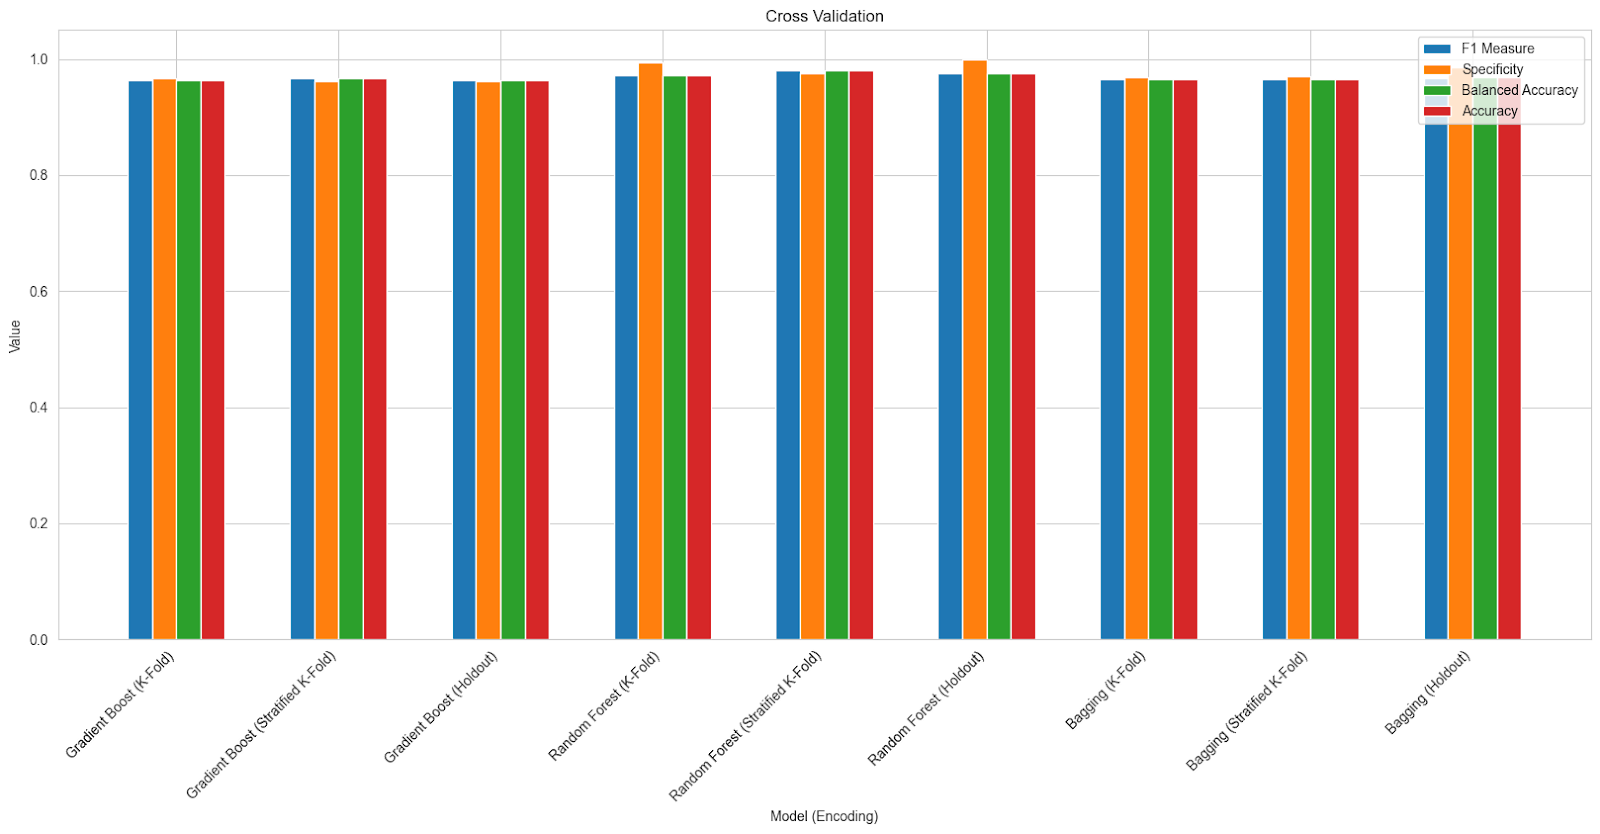 Cross Validation
F1 Measure
Specificity
Balanced Accuracy
Accuracy
Value
1.0
0.8
0.6
0.4
0.2
0.0
Gradient Boost (K-Fold)
Gradient Boost (Stratified K-Fold)
Gradient Boost (Holdout)
Random Forest (K-Fold)
Random Forest (Stratified K-Fold)
Random Forest (Holdout)
Bagging (K-Fold)
Bagging (Stratified K-Fold)
Bagging (Holdout)
Model (Encoding)